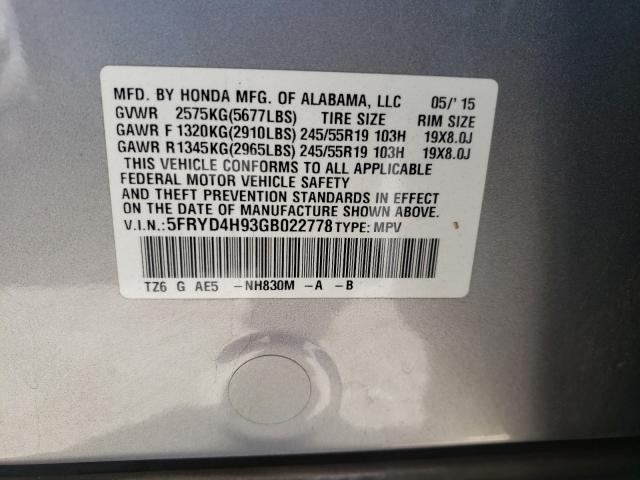 MFD. BY HONDA MFG. OF ALABAMA, LLC 05/'15
GVWR 2575KG(5677LBS) TIRE SIZE RIM SIZE
GAWR F1320KG(2910LBS) 245/55R19 103H 19X8.0J
GAWR R1345KG(2965LBS) 245/55R19 103H 19X8.0J
THIS VEHICLE CONFORMS TO ALL APPLICABLE
FEDERAL MOTOR VEHICLE SAFETY
AND THEFT PREVENTION STANDARDS IN EFFECT
ON THE DATE OF MANUFACTURE SHOWN ABOVE.
V.I.N.:5FRYD4H93GB022778 TYPE: MPV
TZ6 G AE5 -NH830M -A -B